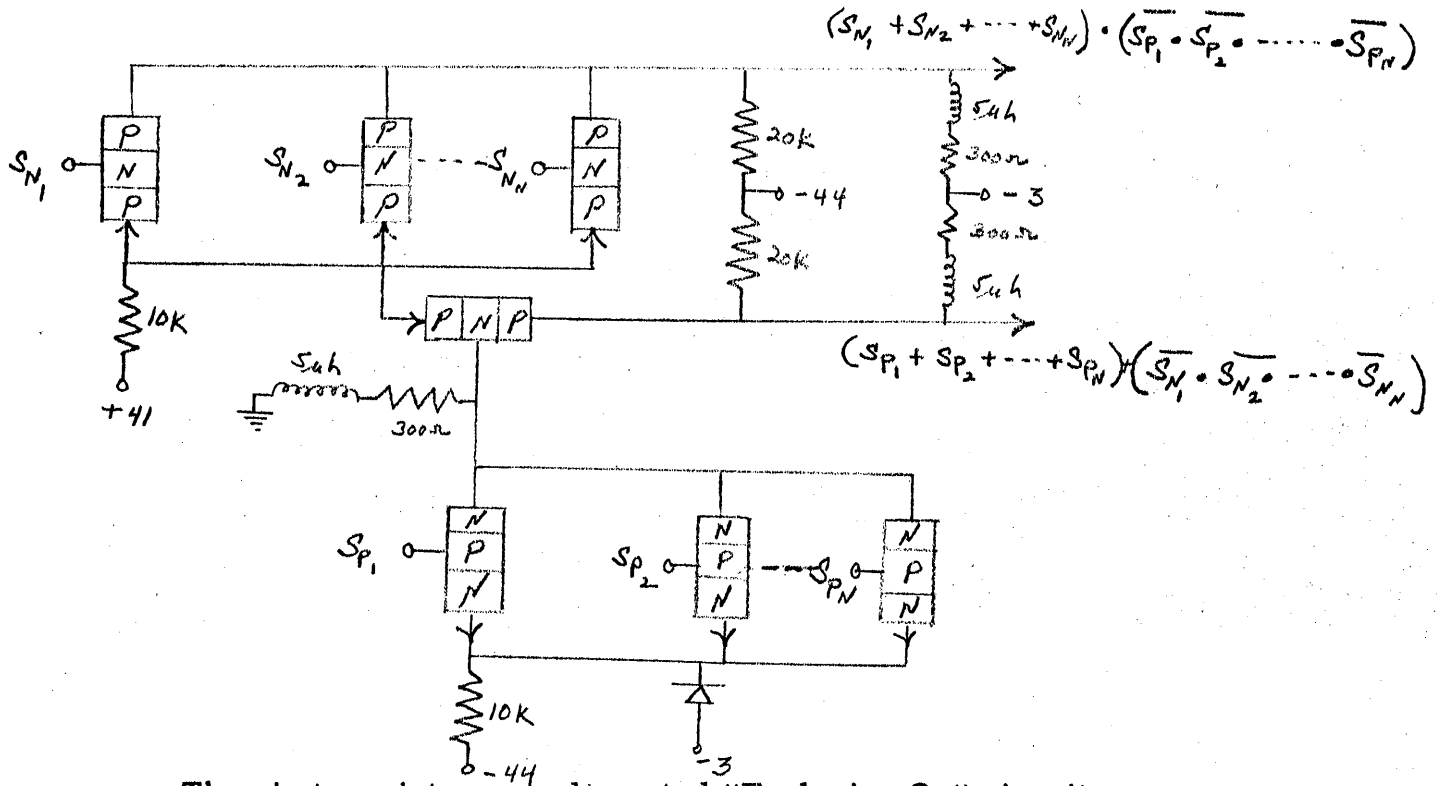 (S_N1 + S_N2 + ---- + S_NN) • (S̅_P1 • S̅_P2 • ------ • S̅_PN)
P
N
P
S_N1
P
N
P
S_N2
P
N
P
S_NN
20K
-44
20K
5uh
300Ω
-3
300Ω
5uh
10K
+41
P N P
5uh
300Ω
(S_P1 + S_P2 + ---- + S_PN)+(S̅_N1 • S̅_N2 • ---- • S̅_NN)
S_P1
N
P
N
S_P2
N
P
N
S_PN
N
P
N
10K
-44
-3